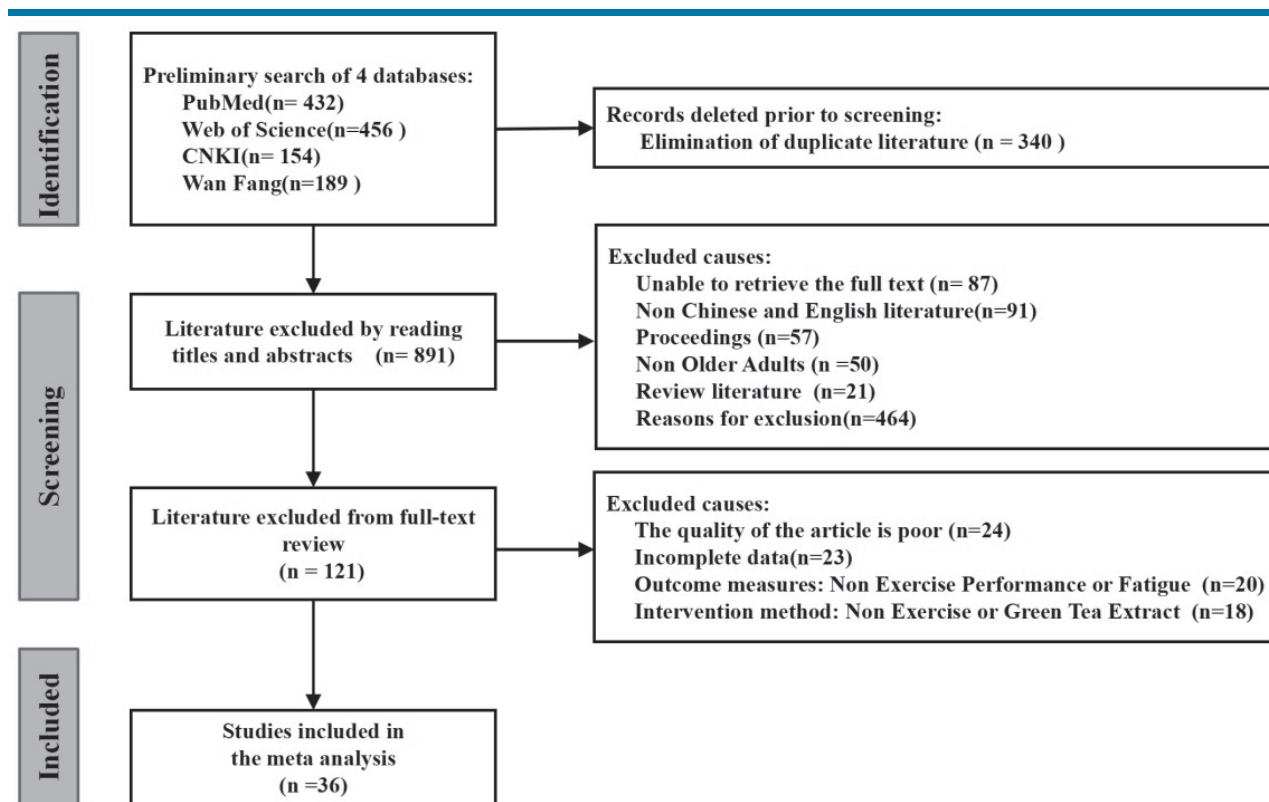 Identification
Preliminary search of 4 databases:
PubMed(n= 432)
Web of Science(n=456 )
CNKI(n= 154)
Wan Fang(n=189 )
Records deleted prior to screening:
Elimination of duplicate literature (n = 340 )
Screening
Literature excluded by reading
titles and abstracts (n= 891)
Excluded causes:
Unable to retrieve the full text (n= 87)
Non Chinese and English literature(n=91)
Proceedings (n=57)
Non Older Adults (n =50)
Review literature (n=21)
Reasons for exclusion(n=464)
Literature excluded from full-text
review
(n = 121)
Excluded causes:
The quality of the article is poor (n=24)
Incomplete data(n=23)
Outcome measures: Non Exercise Performance or Fatigue (n=20)
Intervention method: Non Exercise or Green Tea Extract (n=18)
Included
Studies included in
the meta analysis
(n =36)